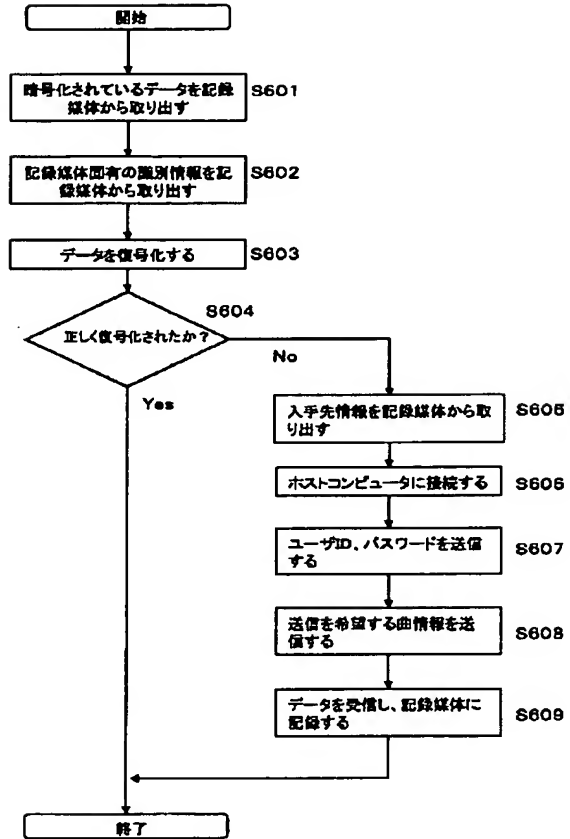 開始
暗号化されているデータを記録
媒体から取り出す
S601
記録媒体固有の識別情報を記
録媒体から取り出す
S602
データを復号化する
S603
S604
正しく復号化されたか？
No
Yes
入手先情報を記録媒体から取
り出す
S605
ホストコンピュータに接続する
S606
ユーザID、パスワードを送信
する
S607
送信を希望する曲情報を送
信する
S608
データを受信し、記録媒体に
記録する
S609
終了